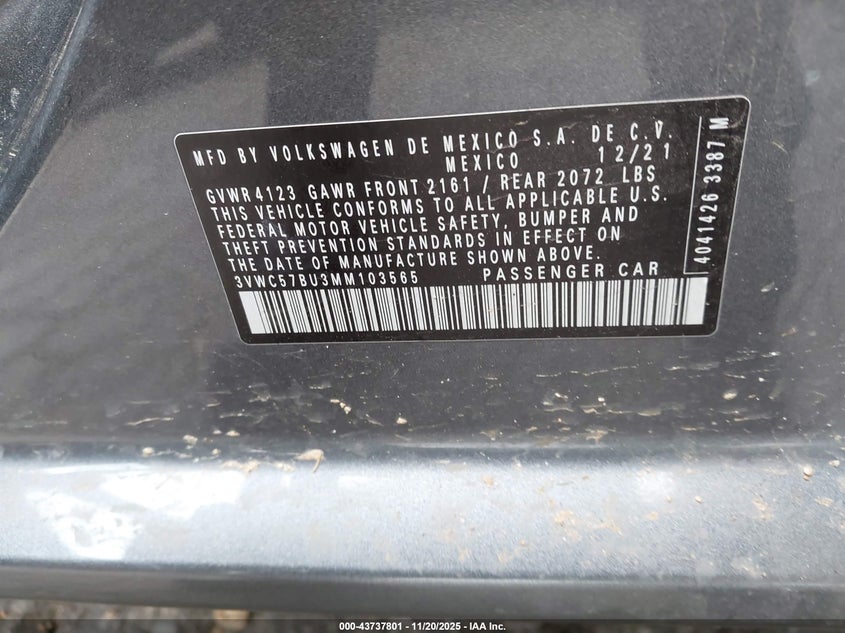 MFD BY VOLKSWAGEN DE MEXICO S.A. DE C.V.
MEXICO 12/21
GVWR 4123 GAWR FRONT 2161 / REAR 2072 LBS
THIS VEHICLE CONFORMS TO ALL APPLICABLE U.S.
FEDERAL MOTOR VEHICLE SAFETY, BUMPER AND
THEFT PREVENTION STANDARDS IN EFFECT ON
THE DATE OF MANUFACTURE SHOWN ABOVE.
3VWC57BU3MM103565 PASSENGER CAR
4041426 3387 M
000-43737801 - 11/20/2025 - IAA Inc.